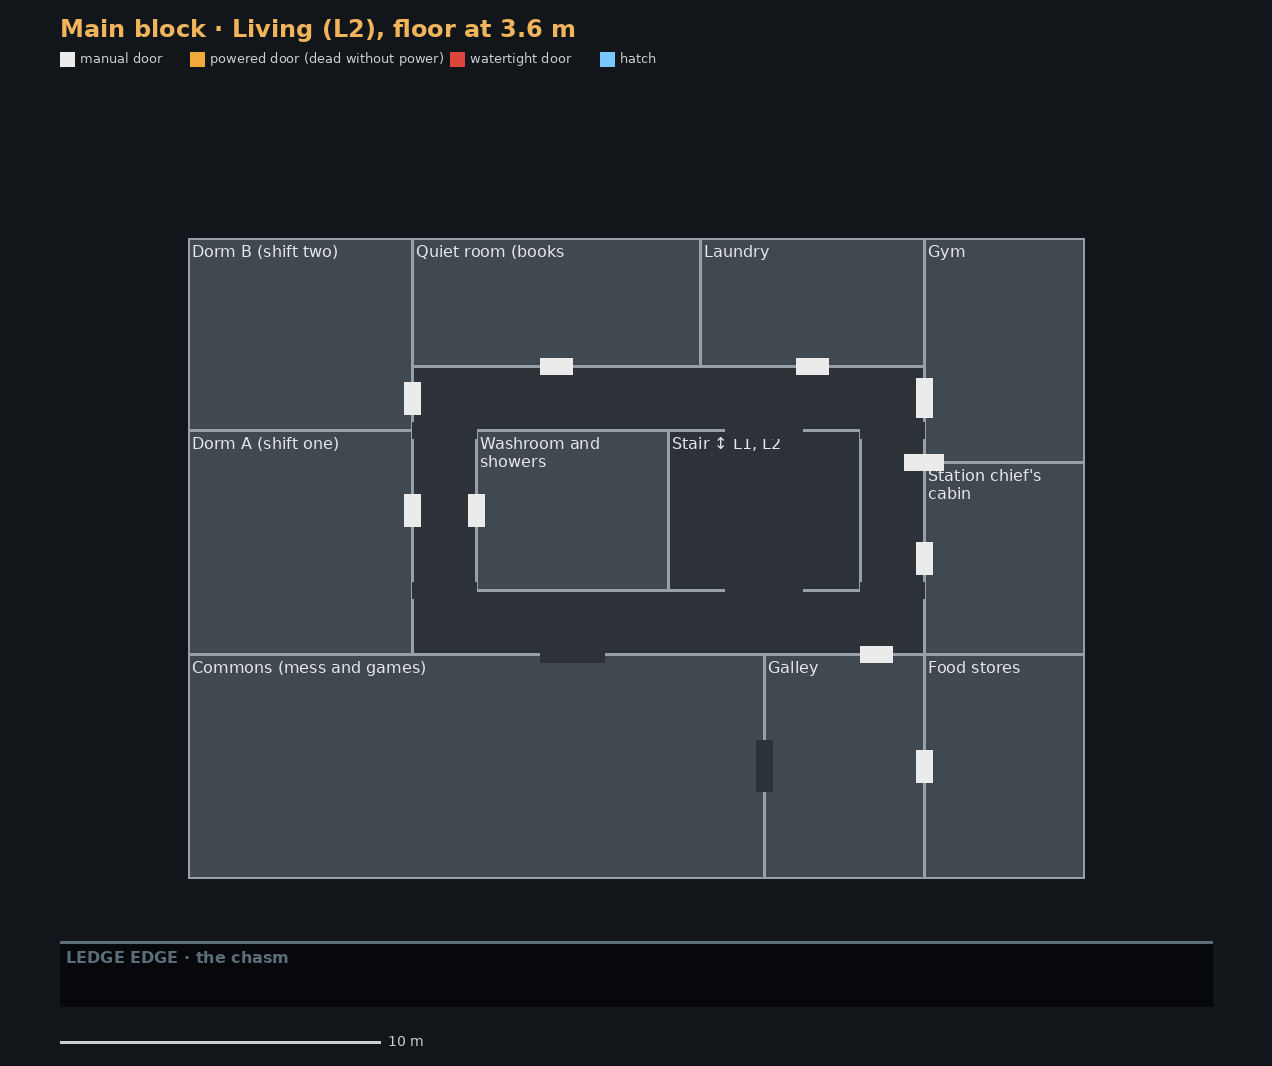 Main block · Living (L2), floor at 3.6 m
manual door
powered door (dead without power)
watertight door
hatch
Dorm B (shift two)
Quiet room (books
Laundry
Gym
Dorm A (shift one)
Washroom and
showers
Stair ↕ L1, L2
Station chief's
cabin
Commons (mess and games)
Galley
Food stores
LEDGE EDGE · the chasm
10 m